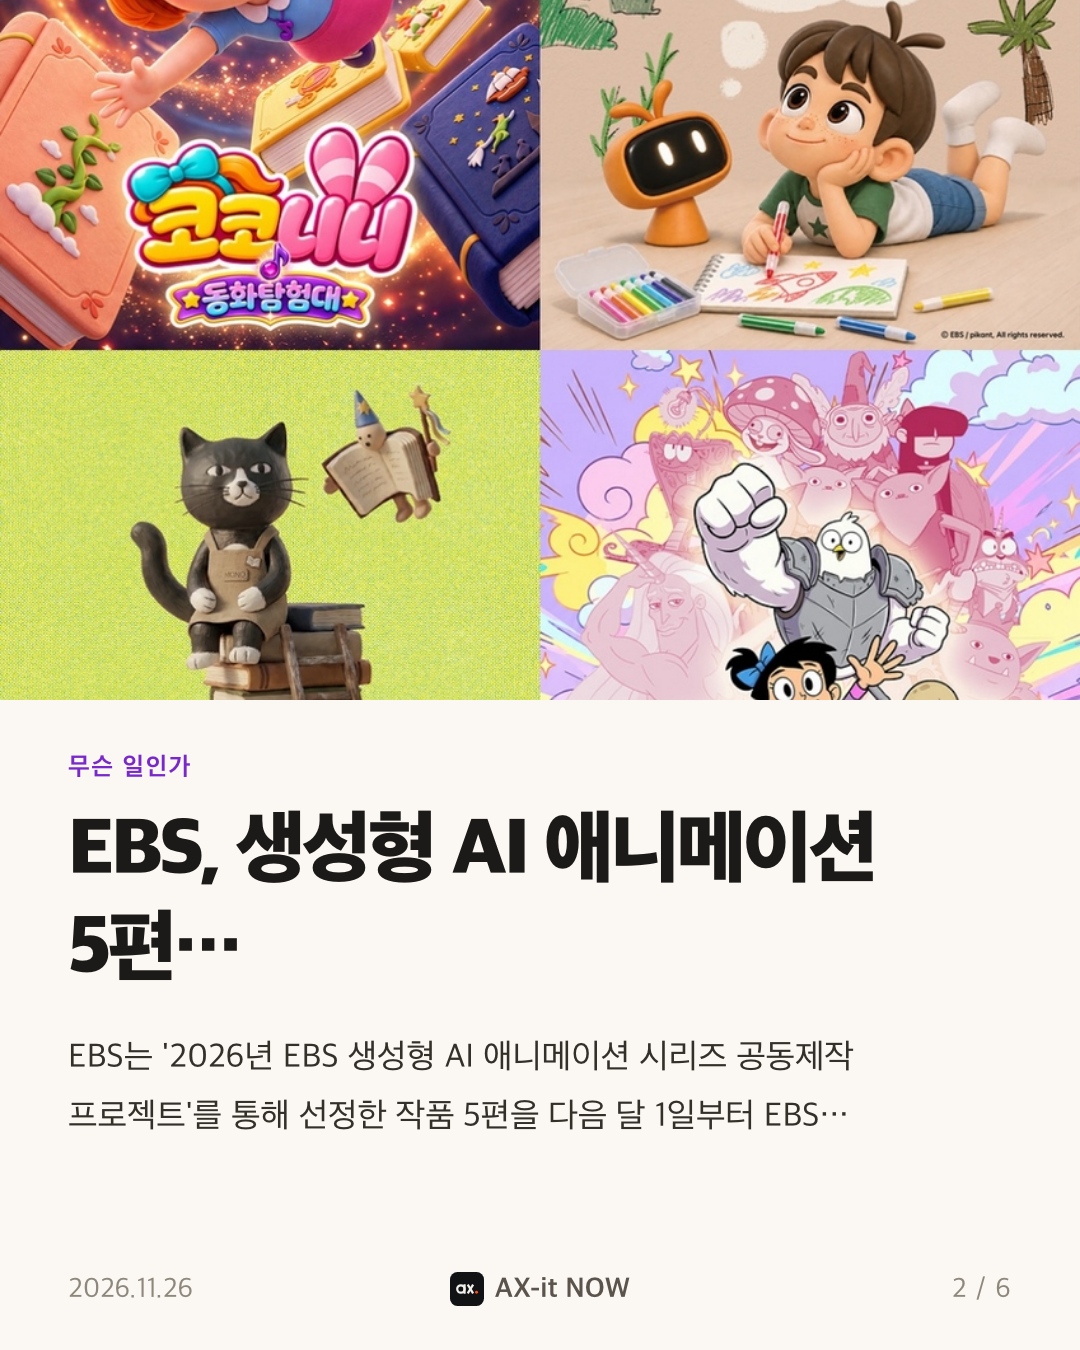 코코니니
동화탐험대
© EBS / pikant, All rights reserved.
MONO
무슨 일인가
EBS, 생성형 AI 애니메이션
5편…
EBS는 '2026년 EBS 생성형 AI 애니메이션 시리즈 공동제작
프로젝트'를 통해 선정한 작품 5편을 다음 달 1일부터 EBS…
2026.11.26
ax.
AX-it NOW
2 / 6